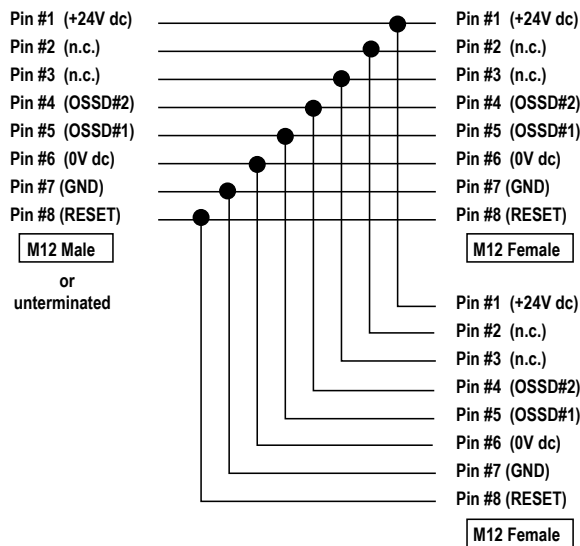 Pin #1 (+24V dc)
Pin #2 (n.c.)
Pin #3 (n.c.)
Pin #4 (OSSD#2)
Pin #5 (OSSD#1)
Pin #6 (0V dc)
Pin #7 (GND)
Pin #8 (RESET)
M12 Male
or
unterminated
Pin #1 (+24V dc)
Pin #2 (n.c.)
Pin #3 (n.c.)
Pin #4 (OSSD#2)
Pin #5 (OSSD#1)
Pin #6 (0V dc)
Pin #7 (GND)
Pin #8 (RESET)
M12 Female
Pin #1 (+24V dc)
Pin #2 (n.c.)
Pin #3 (n.c.)
Pin #4 (OSSD#2)
Pin #5 (OSSD#1)
Pin #6 (0V dc)
Pin #7 (GND)
Pin #8 (RESET)
M12 Female